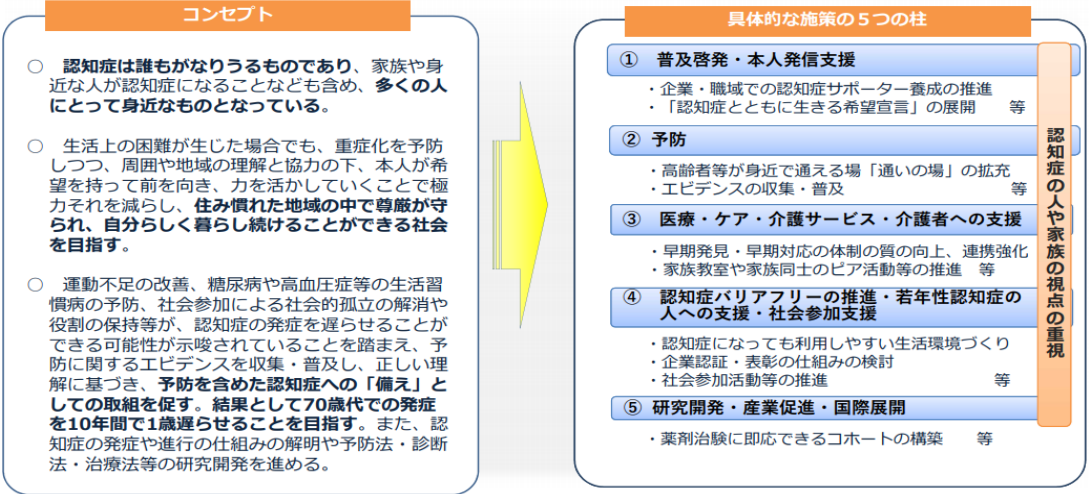 コンセプト
○　認知症は誰もがなりうるものであり、家族や身
近な人が認知症になることなども含め、多くの人
にとって身近なものとなっている。
○　生活上の困難が生じた場合でも、重症化を予防
しつつ、周囲や地域の理解と協力の下、本人が希
望を持って前を向き、力を活かしていくことで極
力それを減らし、住み慣れた地域の中で尊厳が守
られ、自分らしく暮らし続けることができる社会
を目指す。
○　運動不足の改善、糖尿病や高血圧症等の生活習
慣病の予防、社会参加による社会的孤立の解消や
役割の保持等が、認知症の発症を遅らせることが
できる可能性が示唆されていることを踏まえ、予
防に関するエビデンスを収集・普及し、正しい理
解に基づき、予防を含めた認知症への「備え」と
しての取組を促す。結果として70歳代での発症
を10年間で1歳遅らせることを目指す。また、認
知症の発症や進行の仕組みの解明や予防法・診断
法・治療法等の研究開発を進める。
具体的な施策の５つの柱
①　普及啓発・本人発信支援
・企業・職域での認知症サポーター養成の推進
・「認知症とともに生きる希望宣言」の展開　　等
②　予防
・高齢者等が身近で通える場「通いの場」の拡充
・エビデンスの収集・普及　　等
③　医療・ケア・介護サービス・介護者への支援
・早期発見・早期対応の体制の質の向上、連携強化
・家族教室や家族同士のピア活動等の推進　等
④　認知症バリアフリーの推進・若年性認知症の
人への支援・社会参加支援
・認知症になっても利用しやすい生活環境づくり
・企業認証・表彰の仕組みの検討
・社会参加活動等の推進　　等
⑤　研究開発・産業促進・国際展開
・薬剤治験に即応できるコホートの構築　　等
認知症の人や家族の視点の重視